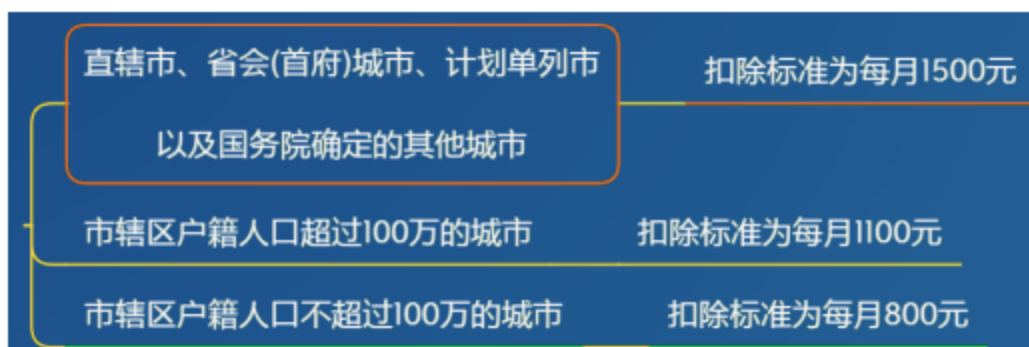 直辖市、省会(首府)城市、计划单列市
以及国务院确定的其他城市
扣除标准为每月1500元
市辖区户籍人口超过100万的城市
扣除标准为每月1100元
市辖区户籍人口不超过100万的城市
扣除标准为每月800元